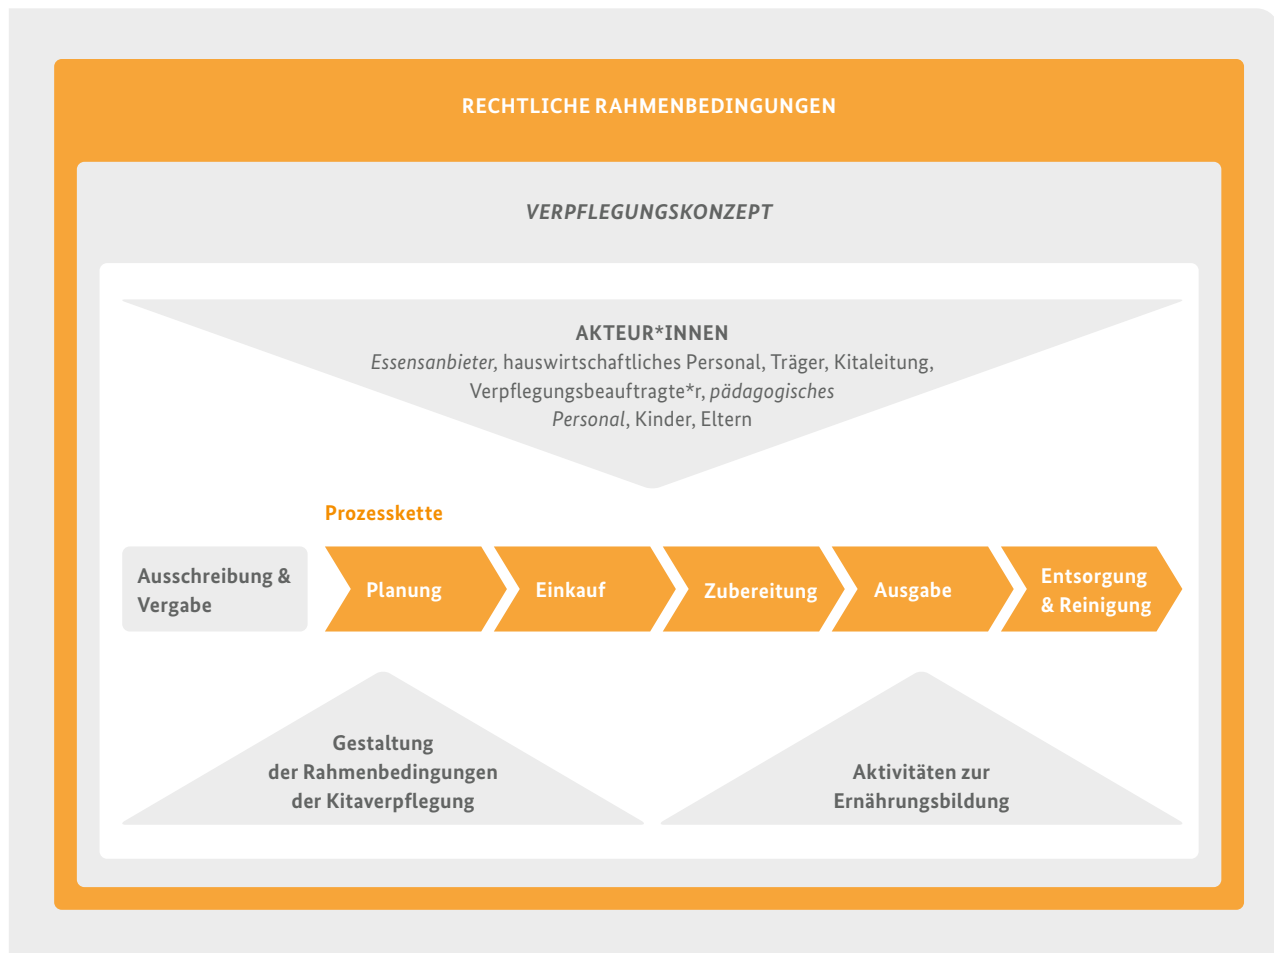 RECHTLICHE RAHMENBEDINGUNGEN
VERPFLEGUNGSKONZEPT
AKTEUR*INNEN
Essensanbieter, hauswirtschaftliches Personal, Träger, Kitaleitung,
Verpflegungsbeauftragte*r, pädagogisches
Personal, Kinder, Eltern
Prozesskette
Ausschreibung &
Vergabe
Planung
Einkauf
Zubereitung
Ausgabe
Entsorgung
& Reinigung
Gestaltung
der Rahmenbedingungen
der Kitaverpflegung
Aktivitäten zur
Ernährungsbildung